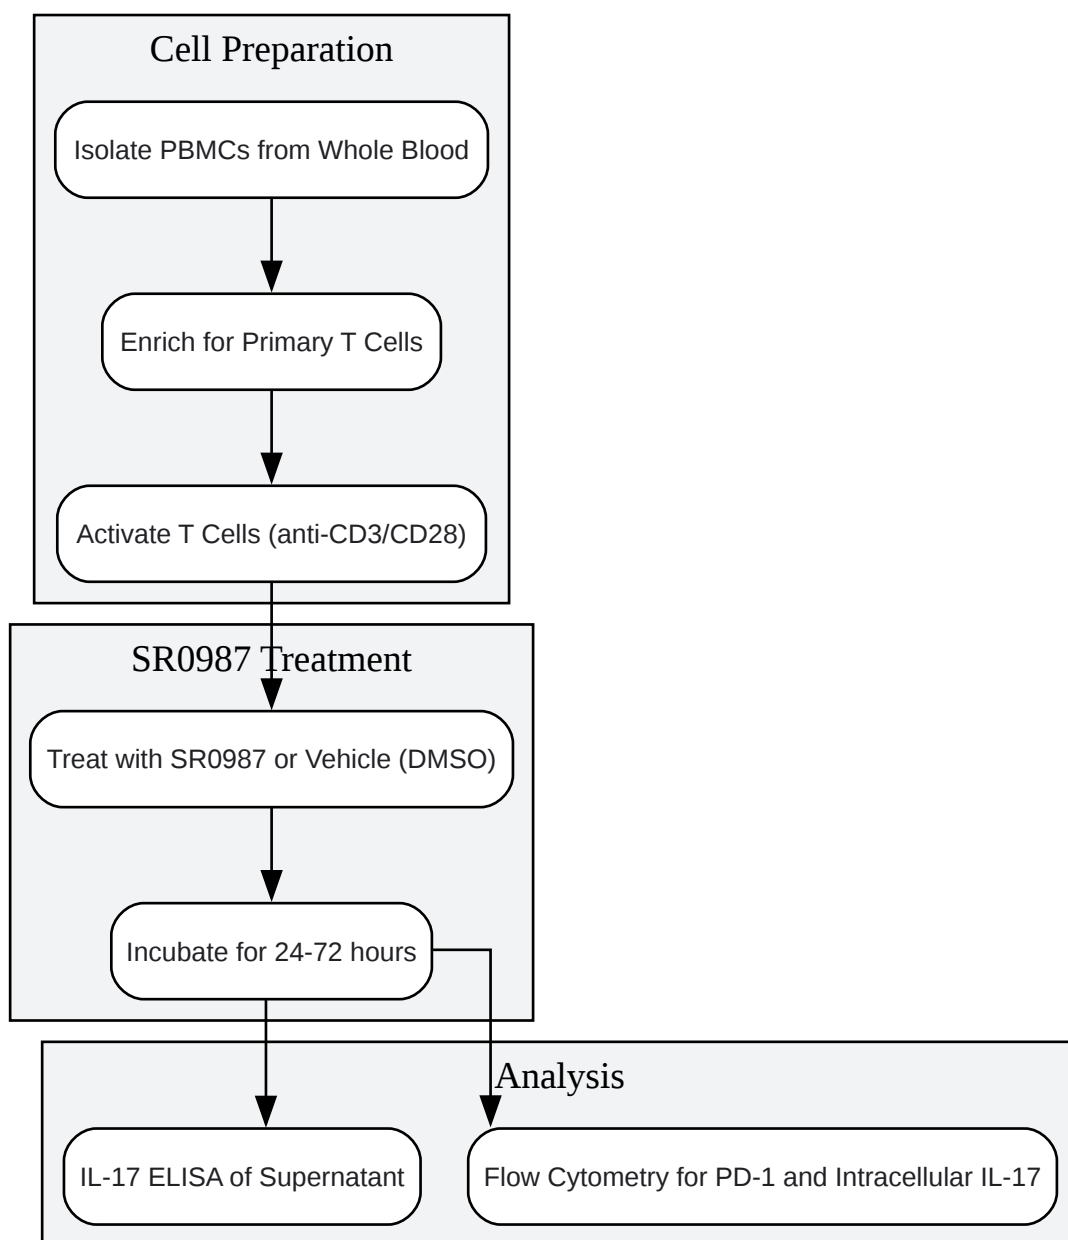 Cell Preparation
Isolate PBMCs from Whole Blood
Enrich for Primary T Cells
Activate T Cells (anti-CD3/CD28)
SR0987 Treatment
Treat with SR0987 or Vehicle (DMSO)
Incubate for 24-72 hours
Analysis
IL-17 ELISA of Supernatant
Flow Cytometry for PD-1 and Intracellular IL-17